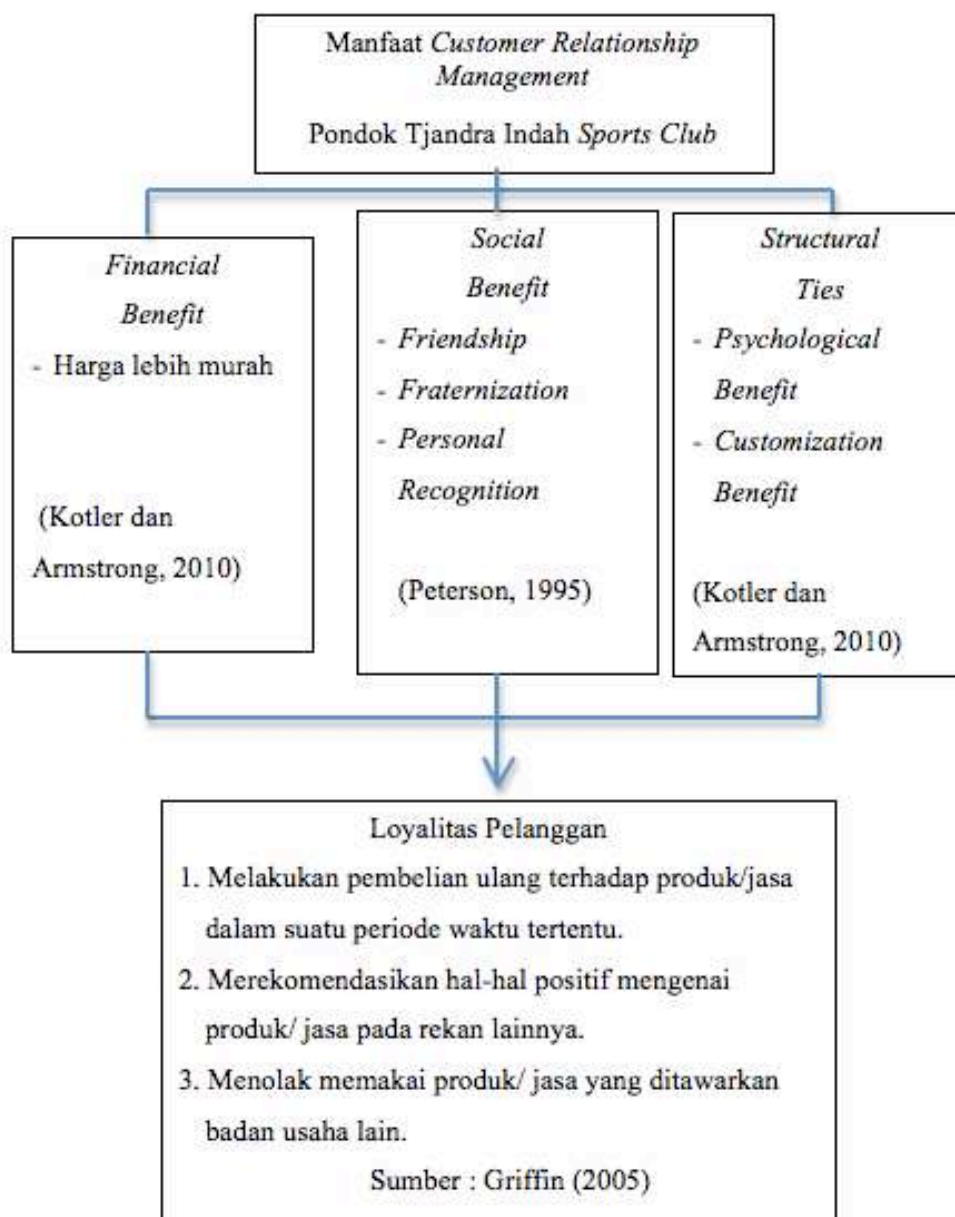 Manfaat Customer Relationship
Management
Pondok Tjandra Indah Sports Club
Financial
Benefit
- Harga lebih murah
(Kotler dan
Armstrong, 2010)
Social
Benefit
- Friendship
- Fraternization
- Personal
Recognition
(Peterson, 1995)
Structural
Ties
- Psychological
Benefit
- Customization
Benefit
(Kotler dan
Armstrong, 2010)
Loyalitas Pelanggan
1. Melakukan pembelian ulang terhadap produk/jasa
dalam suatu periode waktu tertentu.
2. Merekomendasikan hal-hal positif mengenai
produk/ jasa pada rekan lainnya.
3. Menolak memakai produk/ jasa yang ditawarkan
badan usaha lain.
Sumber : Griffin (2005)